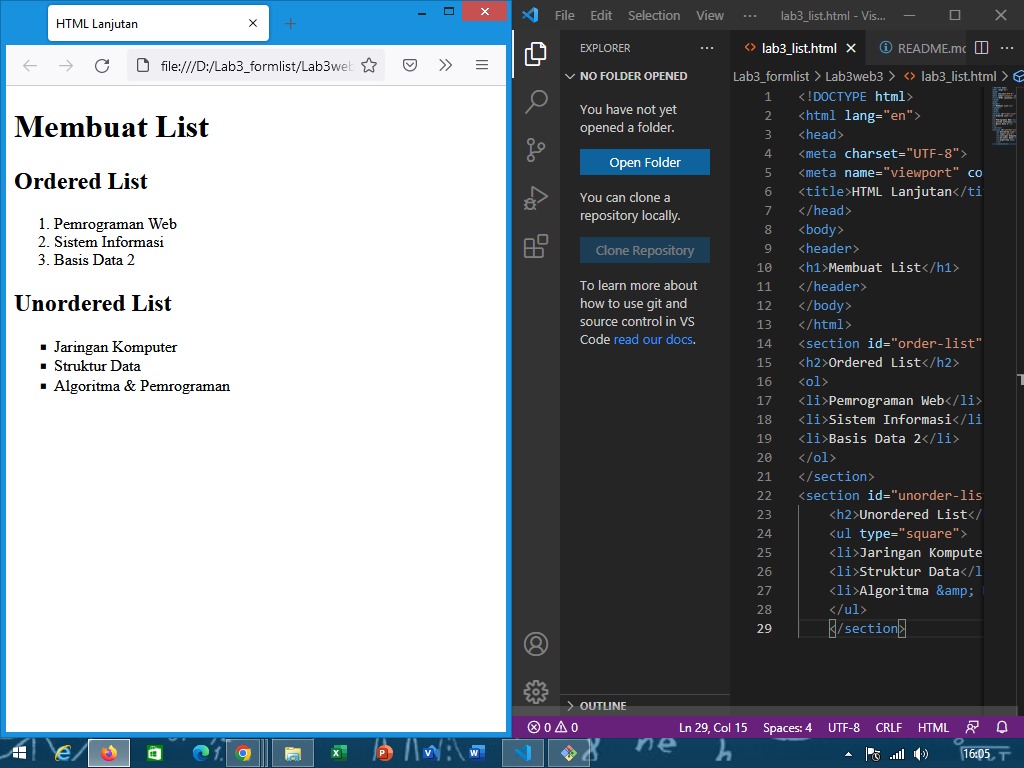 HTML Lanjutan
file:///D:/Lab3_formlist/Lab3web
Membuat List
Ordered List
1. Pemrograman Web
2. Sistem Informasi
3. Basis Data 2
Unordered List
Jaringan Komputer
Struktur Data
Algoritma & Pemrograman
File Edit Selection View ··· lab3_list.html - Vis...
EXPLORER
NO FOLDER OPENED
You have not yet
opened a folder.
Open Folder
You can clone a
repository locally.
Clone Repository
To learn more about
how to use git and
source control in VS
Code read our docs.
OUTLINE
lab3_list.html README.m
Lab3_formlist > Lab3web3 > lab3_list.html >
1 <!DOCTYPE html>
2 <html lang="en">
3 <head>
4 <meta charset="UTF-8">
5 <meta name="viewport" co
6 <title>HTML Lanjutan</ti
7 </head>
8 <body>
9 <header>
10 <h1>Membuat List</h1>
11 </header>
12 </body>
13 </html>
14 <section id="order-list"
15 <h2>Ordered List</h2>
16 <ol>
17 <li>Pemrograman Web</li>
18 <li>Sistem Informasi</li
19 <li>Basis Data 2</li>
20 </ol>
21 </section>
22 <section id="unorder-lis
23 <h2>Unordered List</
24 <ul type="square">
25 <li>Jaringan Kompute
26 <li>Struktur Data</l
27 <li>Algoritma &amp;
28 </ul>
29 </section>
0 0 Ln 29, Col 15 Spaces: 4 UTF-8 CRLF HTML
16:05